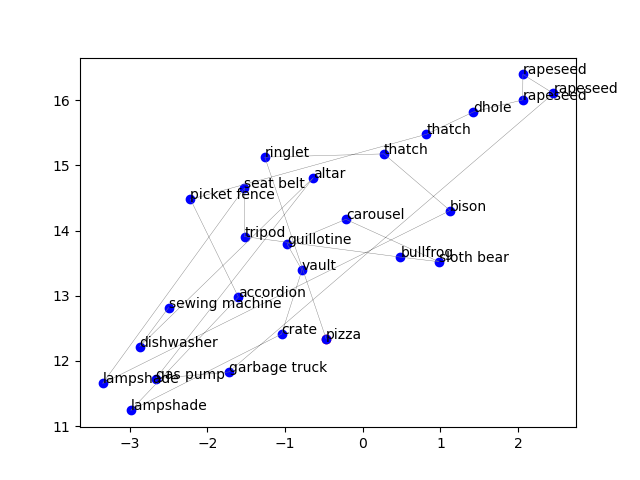 rapeseed
rapeseed
rapeseed
dhole
thatch
thatch
ringlet
altar
seat belt
picket fence
bison
carousel
tripod
guillotine
bullfrog
sloth bear
vault
accordion
sewing machine
crate
pizza
dishwasher
garbage truck
gas pump
lampshade
lampshade
16
15
14
13
12
11
−3 −2 −1 0 1 2